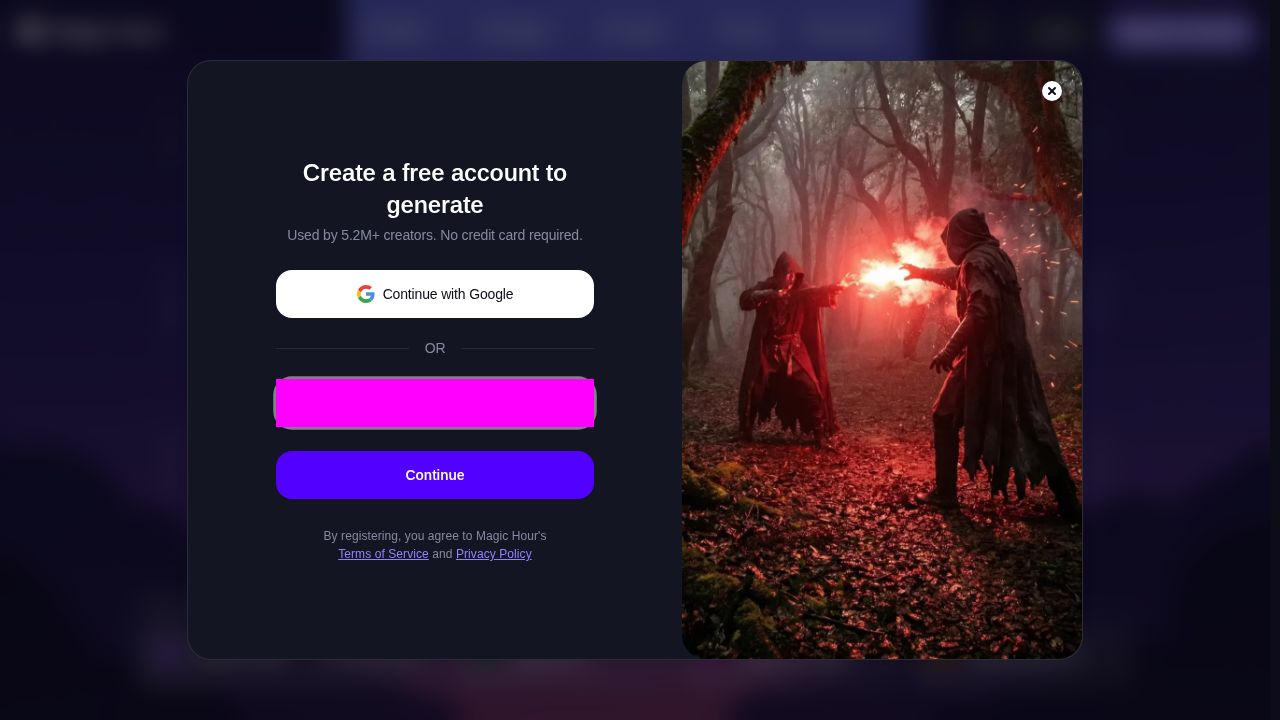 Create a free account to
generate
Used by 5.2M+ creators. No credit card required.
Continue with Google
OR
Continue
By registering, you agree to Magic Hour's
Terms of Service and Privacy Policy